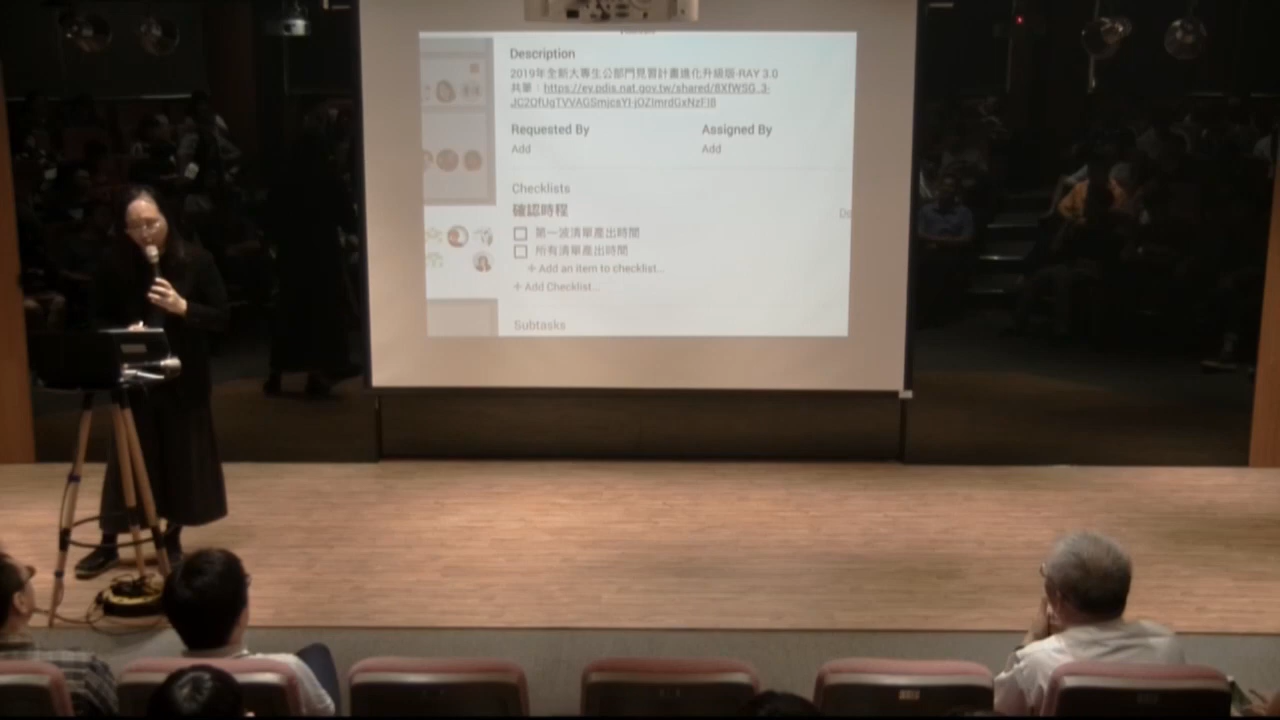 Description
2019年全新大專生公部門見習計畫進化升級版-RAY 3.0
共筆：https://ey.pdis.nat.gov.tw/shared/8XfWSG_3-
Requested By
Assigned By
Add
Add
Checklists
確認時程
第一波清單產出時間
所有清單產出時間
+ Add an item to checklist...
+ Add Checklist...
Subtasks